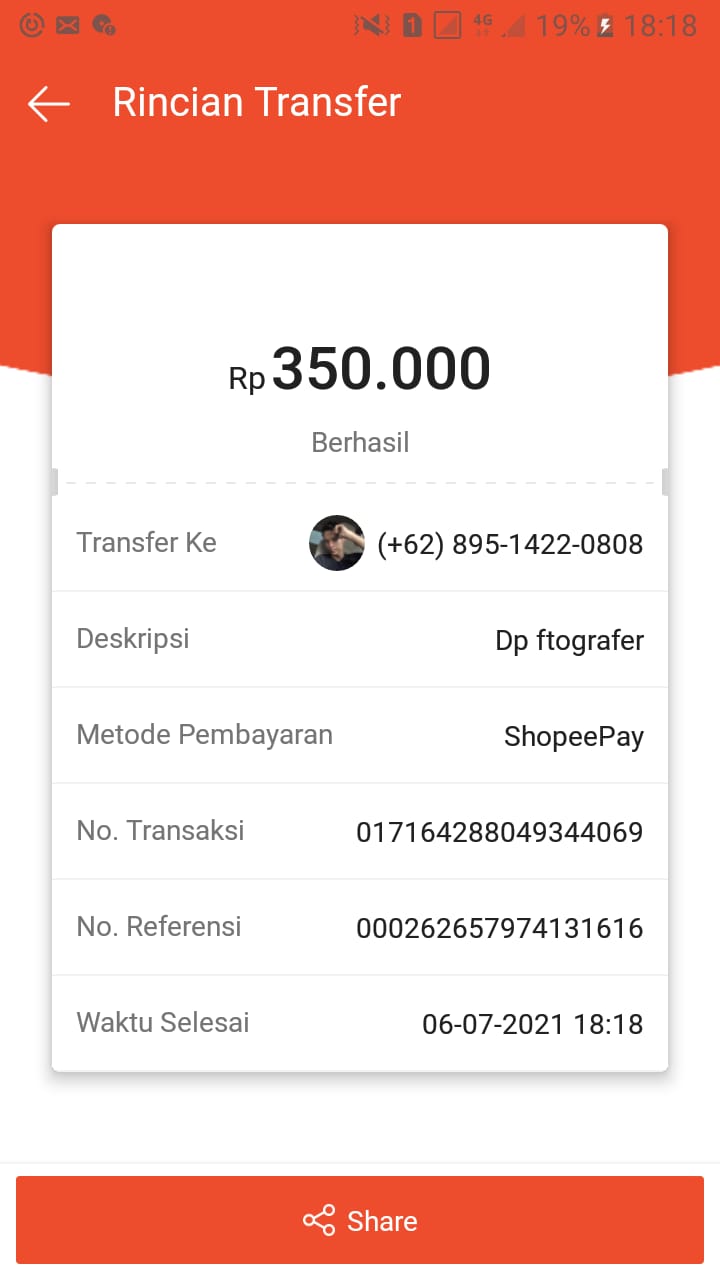 4G 19% 18:18
Rincian Transfer
Rp 350.000
Berhasil
Transfer Ke (+62) 895-1422-0808
Deskripsi Dp ftografer
Metode Pembayaran ShopeePay
No. Transaksi 017164288049344069
No. Referensi 000262657974131616
Waktu Selesai 06-07-2021 18:18
Share